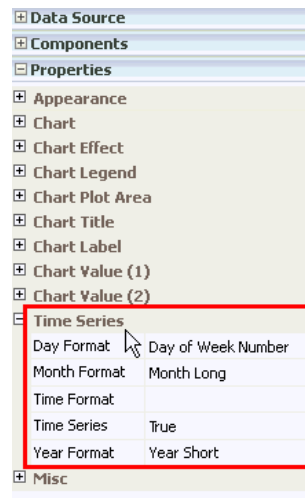 Data Source
Components
Properties
Appearance
Chart
Chart Effect
Chart Legend
Chart Plot Area
Chart Title
Chart Label
Chart Value (1)
Chart Value (2)
Time Series
Day Format Day of Week Number
Month Format Month Long
Time Format
Time Series True
Year Format Year Short
Misc